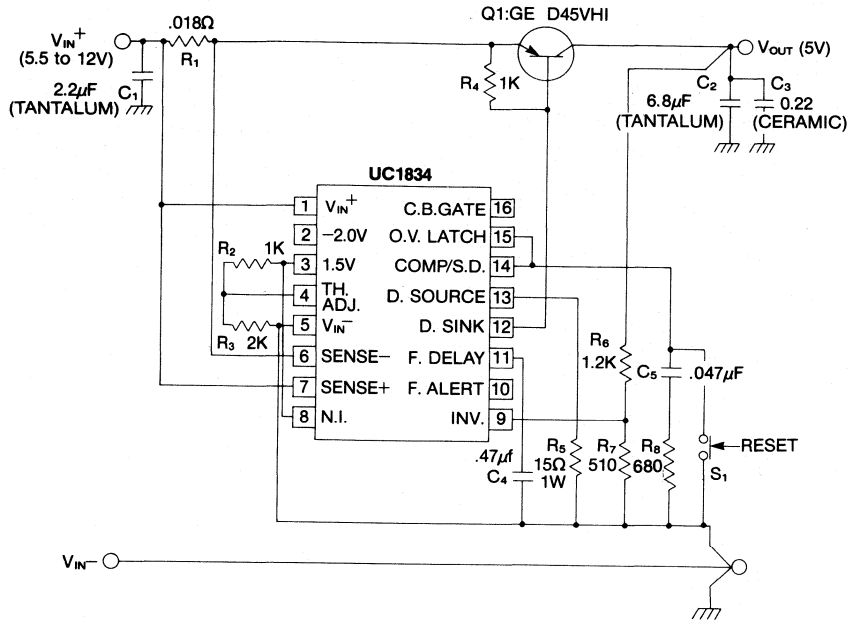 Q1:GE D45VHI
.018Ω
VIN+
(5.5 to 12V)
R1
VOUT (5V)
2.2µF
(TANTALUM)
C1
R4
1K
C2
C3
6.8µF
(TANTALUM)
0.22
(CERAMIC)
UC1834
1 VIN+
C.B.GATE 16
2 −2.0V
O.V. LATCH 15
R2 1K
3 1.5V
COMP/S.D. 14
4 TH.
ADJ.
D. SOURCE 13
R3 2K
5 VIN−
D. SINK 12
6 SENSE−
F. DELAY 11
7 SENSE+
F. ALERT 10
8 N.I.
INV. 9
R6
1.2K
C5
.047µF
.47µf
C4
R5
15Ω
1W
R7
510
R8
680
RESET
S1
VIN−